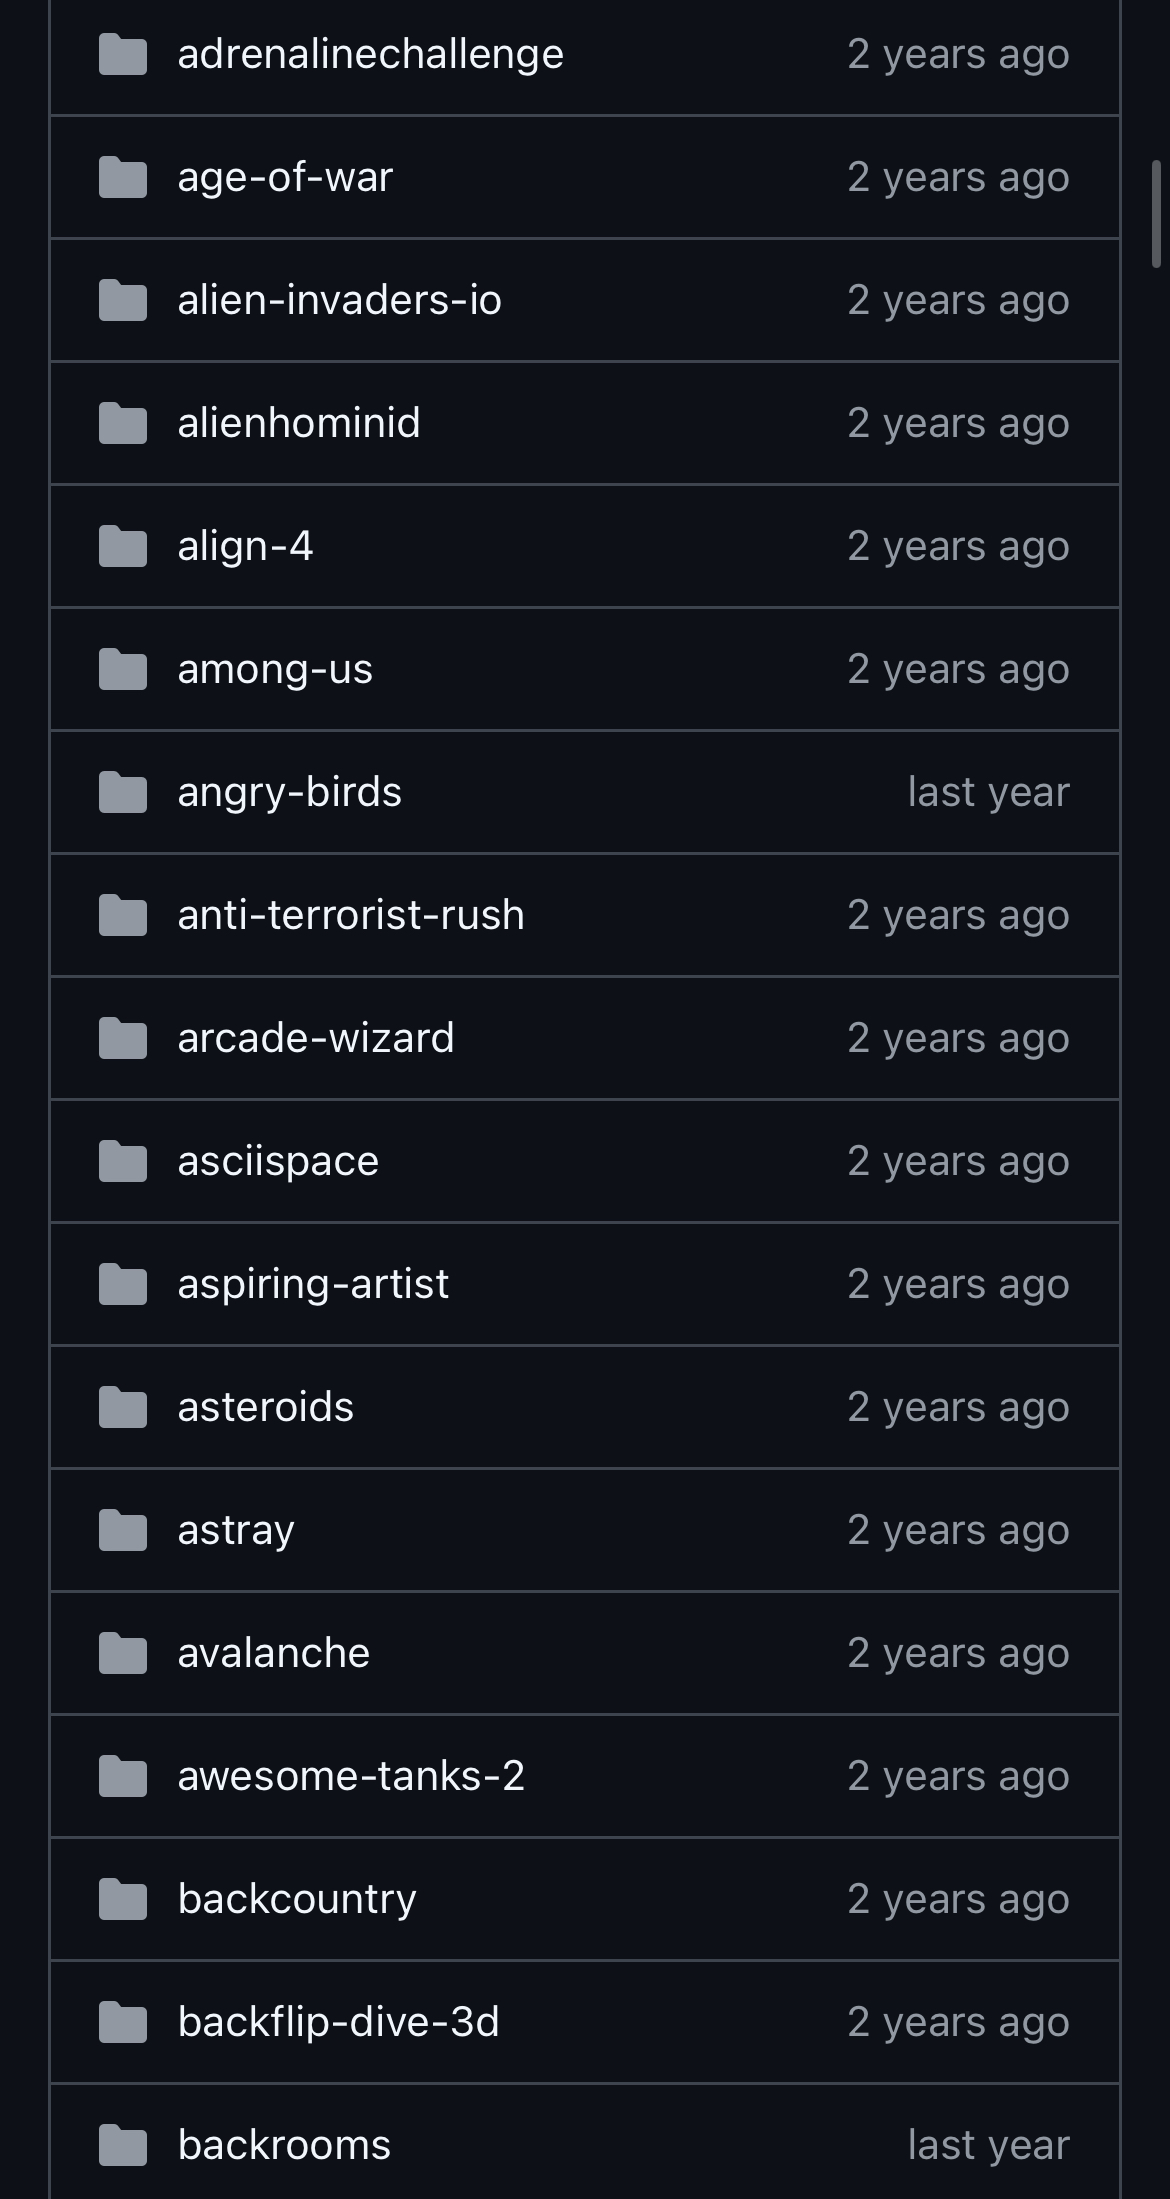 adrenalinechallenge 2 years ago
age-of-war 2 years ago
alien-invaders-io 2 years ago
alienhominid 2 years ago
align-4 2 years ago
among-us 2 years ago
angry-birds last year
anti-terrorist-rush 2 years ago
arcade-wizard 2 years ago
asciispace 2 years ago
aspiring-artist 2 years ago
asteroids 2 years ago
astray 2 years ago
avalanche 2 years ago
awesome-tanks-2 2 years ago
backcountry 2 years ago
backflip-dive-3d 2 years ago
backrooms last year